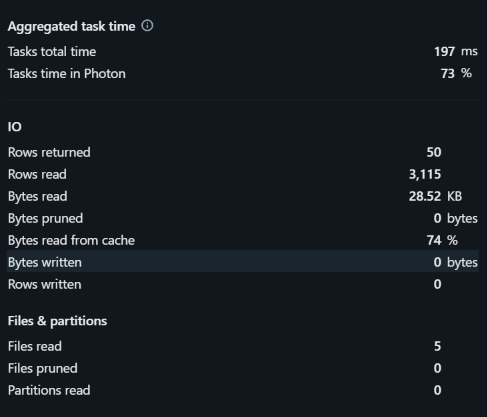 Aggregated task time
Tasks total time 197 ms
Tasks time in Photon 73 %
IO
Rows returned 50
Rows read 3,115
Bytes read 28.52 KB
Bytes pruned 0 bytes
Bytes read from cache 74 %
Bytes written 0 bytes
Rows written 0
Files & partitions
Files read 5
Files pruned 0
Partitions read 0